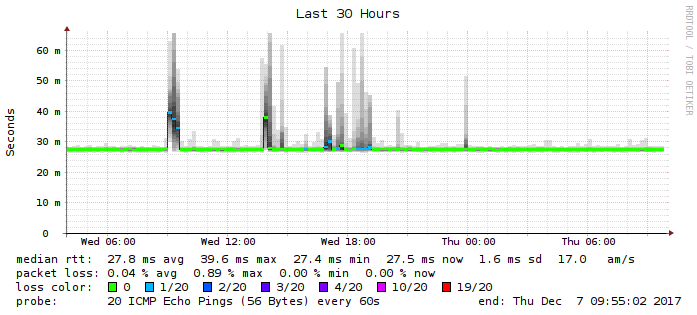 Last 30 Hours
RRDTOOL / TOBI OETIKER
Seconds
60 m
50 m
40 m
30 m
20 m
10 m
0
Wed 06:00 Wed 12:00 Wed 18:00 Thu 00:00 Thu 06:00
median rtt: 27.8 ms avg 39.6 ms max 27.4 ms min 27.5 ms now 1.6 ms sd 17.0 am/s
packet loss: 0.04 % avg 0.89 % max 0.00 % min 0.00 % now
loss color: 0 1/20 2/20 3/20 4/20 10/20 19/20
probe: 20 ICMP Echo Pings (56 Bytes) every 60s end: Thu Dec 7 09:55:02 2017